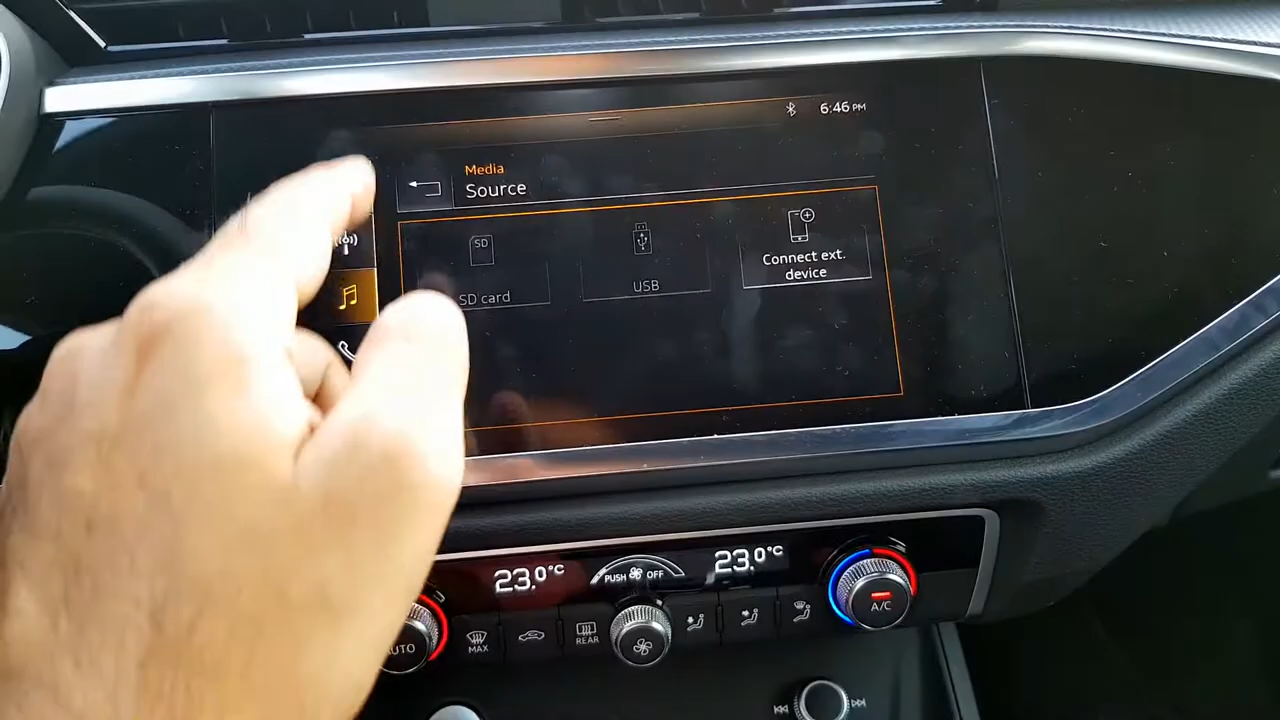 6:46 PM
Media
Source
SD
SD card
USB
Connect ext.
device
23.0°C
PUSH OFF
23.0°C
AUTO
MAX
REAR
A/C